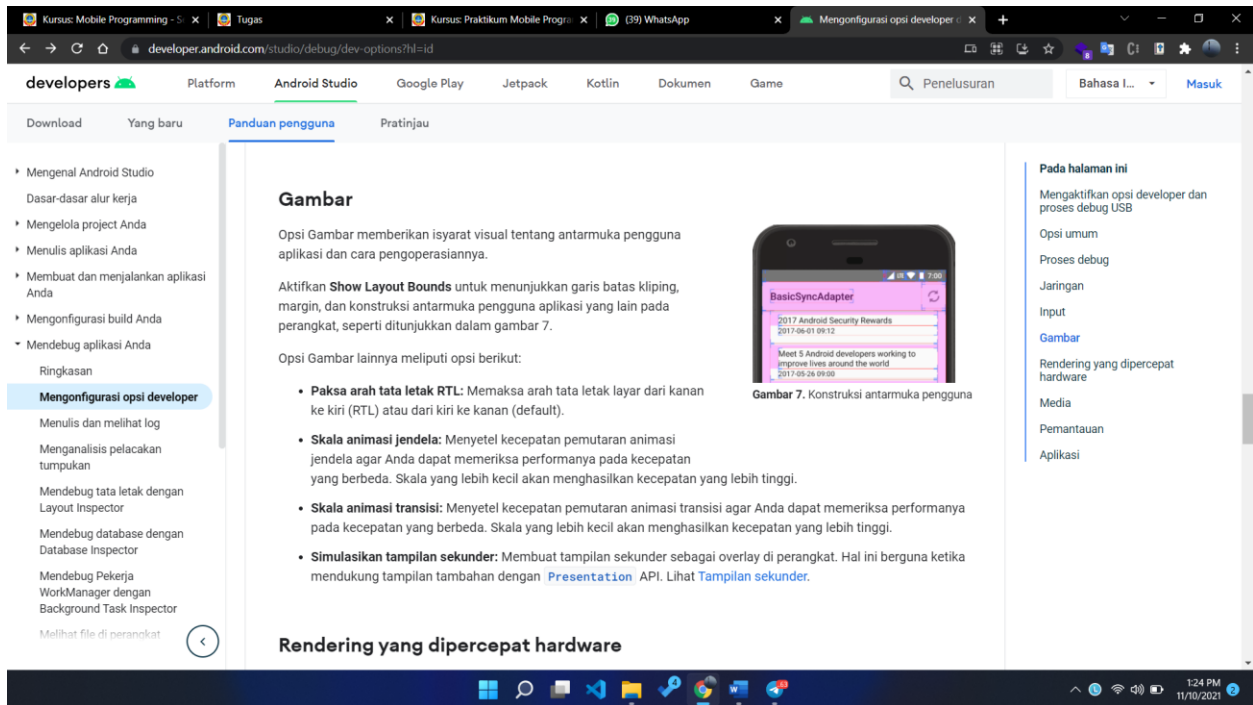 Kursus: Mobile Programming - S
Tugas
Kursus: Praktikum Mobile Progra
(39) WhatsApp
Mengonfigurasi opsi developer d
developer.android.com/studio/debug/dev-options?hl=id
8
developers
Platform
Android Studio
Google Play
Jetpack
Kotlin
Dokumen
Game
Penelusuran
Bahasa I...
Masuk
Download
Yang baru
Panduan pengguna
Pratinjau
Mengenal Android Studio
Dasar-dasar alur kerja
Mengelola project Anda
Menulis aplikasi Anda
Membuat dan menjalankan aplikasi
Anda
Mengonfigurasi build Anda
Mendebug aplikasi Anda
Ringkasan
Mengonfigurasi opsi developer
Menulis dan melihat log
Menganalisis pelacakan
tumpukan
Mendebug tata letak dengan
Layout Inspector
Mendebug database dengan
Database Inspector
Mendebug Pekerja
WorkManager dengan
Background Task Inspector
Melihat file di perangkat
Gambar
Opsi Gambar memberikan isyarat visual tentang antarmuka pengguna
aplikasi dan cara pengoperasiannya.
Aktifkan Show Layout Bounds untuk menunjukkan garis batas kliping,
margin, dan konstruksi antarmuka pengguna aplikasi yang lain pada
perangkat, seperti ditunjukkan dalam gambar 7.
Opsi Gambar lainnya meliputi opsi berikut:
• Paksa arah tata letak RTL: Memaksa arah tata letak layar dari kanan
ke kiri (RTL) atau dari kiri ke kanan (default).
• Skala animasi jendela: Menyetel kecepatan pemutaran animasi
jendela agar Anda dapat memeriksa performanya pada kecepatan
yang berbeda. Skala yang lebih kecil akan menghasilkan kecepatan yang lebih tinggi.
• Skala animasi transisi: Menyetel kecepatan pemutaran animasi transisi agar Anda dapat memeriksa performanya
pada kecepatan yang berbeda. Skala yang lebih kecil akan menghasilkan kecepatan yang lebih tinggi.
• Simulasikan tampilan sekunder: Membuat tampilan sekunder sebagai overlay di perangkat. Hal ini berguna ketika
mendukung tampilan tambahan dengan Presentation API. Lihat Tampilan sekunder.
Rendering yang dipercepat hardware
7:00
BasicSyncAdapter
2017 Android Security Rewards
2017-06-01 09:12
Meet 5 Android developers working to
improve lives around the world
2017-05-26 09:00
Gambar 7. Konstruksi antarmuka pengguna
Pada halaman ini
Mengaktifkan opsi developer dan
proses debug USB
Opsi umum
Proses debug
Jaringan
Input
Gambar
Rendering yang dipercepat
hardware
Media
Pemantauan
Aplikasi
1:24 PM
11/10/2021
2